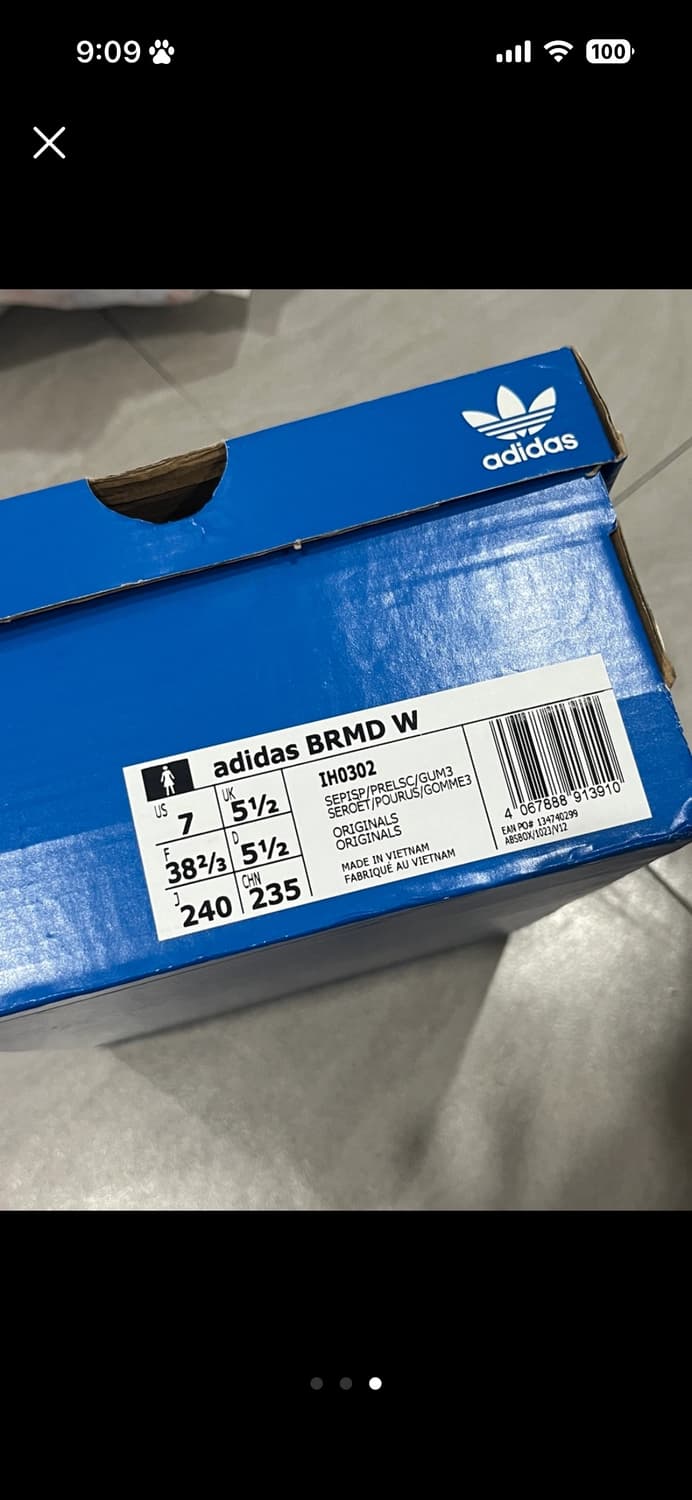 9:09
100
adidas
adidas BRMD W
US 7
UK 5½
F 38⅔
D 5½
J 240
CHN 235
IH0302
SEPISP/PRELSC/GUM3
SEROET/POURUS/GOMME3
ORIGINALS
ORIGINALS
MADE IN VIETNAM
FABRIQUÉ AU VIETNAM
4 067888 913910
EAN PO# 134740299
ABSBOX/1021/V12